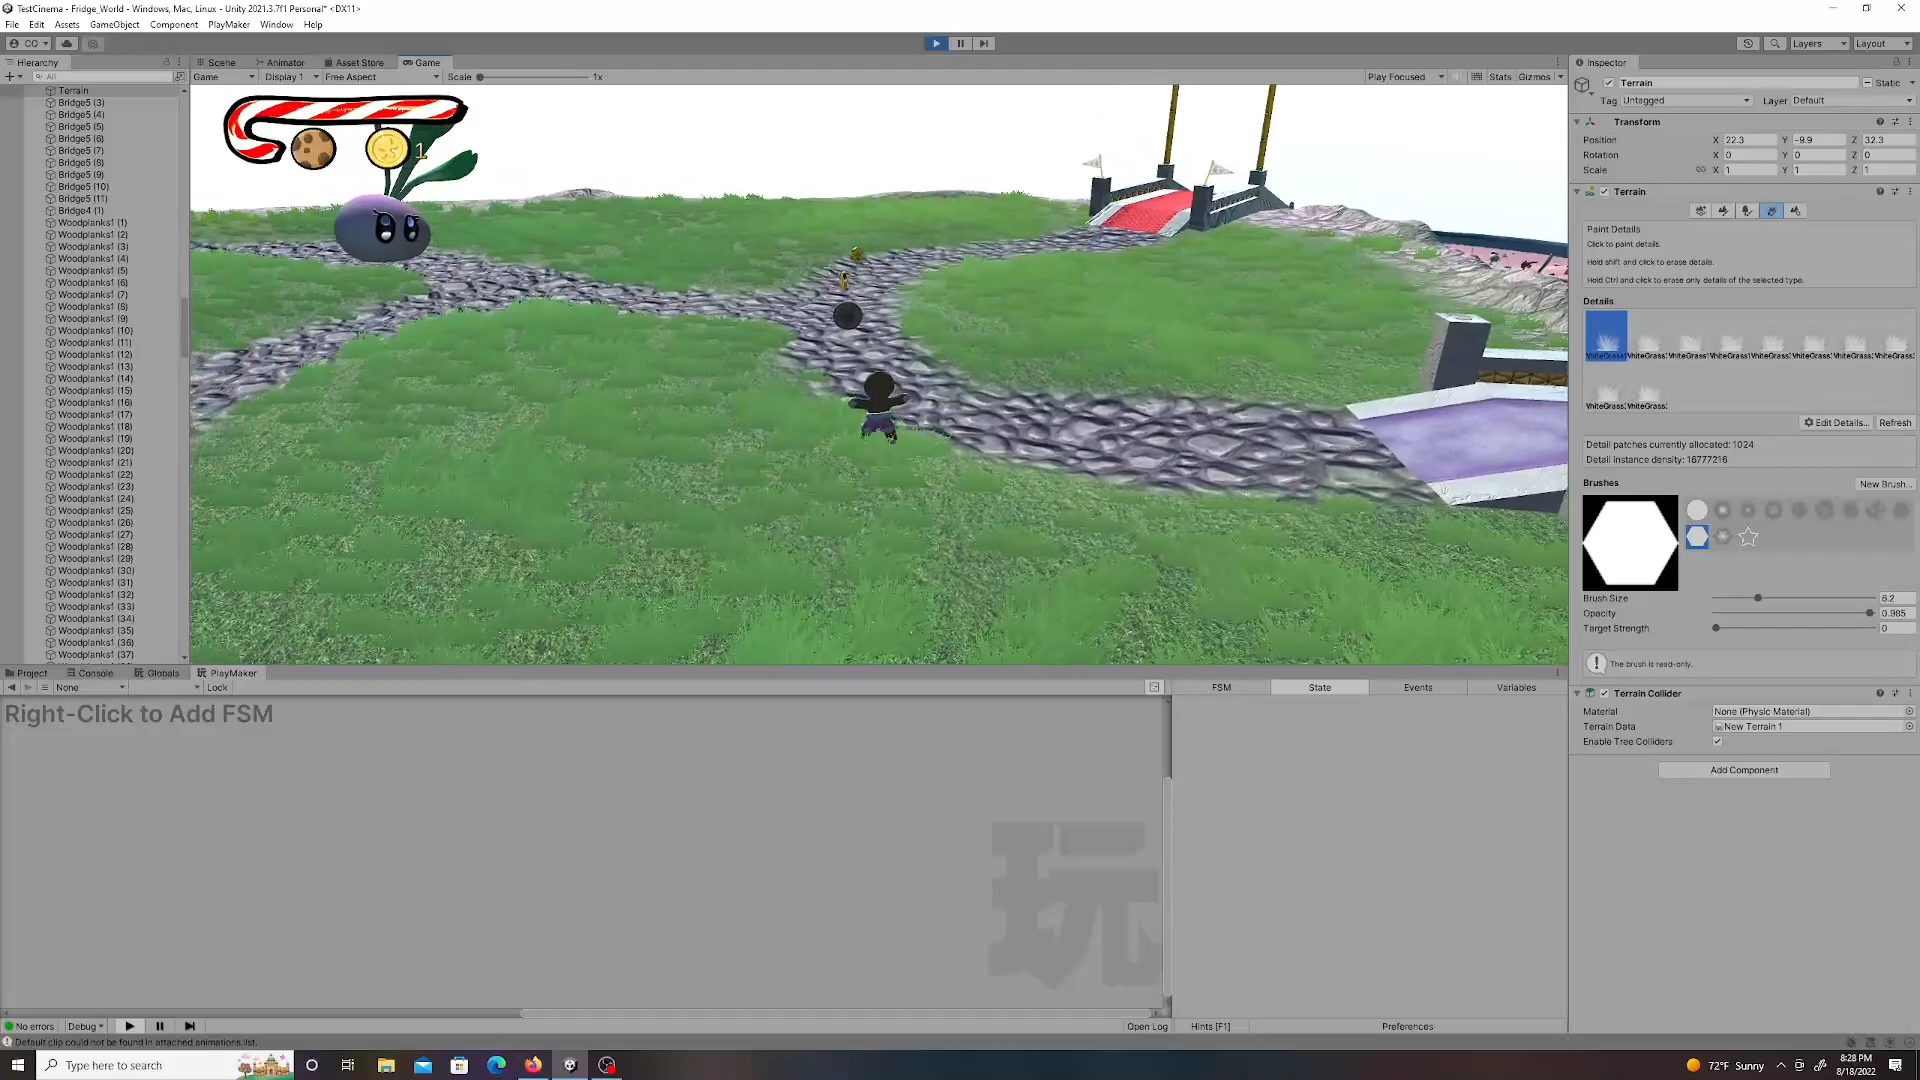 TestCinema - Fridge_World - Windows, Mac, Linux - Unity 2021.3.7f1 Personal* <DX11>
File Edit Assets GameObject Component PlayMaker Window Help
CO Layers Layout
Hierarchy Scene Animator Asset Store Game Inspector
All Game Display 1 Free Aspect Scale 1x Play Focused Stats Gizmos
Terrain Static
Tag Untagged Layer Default
Transform
Position X 22.3 Y -9.9 Z 32.3
Rotation X 0 Y 0 Z 0
Scale X 1 Y 1 Z 1
Terrain
Paint Details
Click to paint details.
Hold shift and click to erase details.
Hold Ctrl and click to erase only details of the selected type.
Details
Edit Details... Refresh
Detail patches currently allocated: 1024
Detail instance density: 16777216
Brushes New Brush...
Brush Size 6.2
Opacity 0.985
Target Strength 0
The brush is read-only.
Terrain Collider
Material None (Physic Material)
Terrain Data New Terrain 1
Enable Tree Colliders
Add Component
1
Terrain
Bridge5 (3)
Bridge5 (4)
Bridge5 (5)
Bridge5 (6)
Bridge5 (7)
Bridge5 (8)
Bridge5 (9)
Bridge5 (10)
Bridge5 (11)
Bridge4 (1)
Woodplanks1 (1)
Woodplanks1 (2)
Woodplanks1 (3)
Woodplanks1 (4)
Woodplanks1 (5)
Woodplanks1 (6)
Woodplanks1 (7)
Woodplanks1 (8)
Woodplanks1 (9)
Woodplanks1 (10)
Woodplanks1 (11)
Woodplanks1 (12)
Woodplanks1 (13)
Woodplanks1 (14)
Woodplanks1 (15)
Woodplanks1 (16)
Woodplanks1 (17)
Woodplanks1 (18)
Woodplanks1 (19)
Woodplanks1 (20)
Woodplanks1 (21)
Woodplanks1 (22)
Woodplanks1 (23)
Woodplanks1 (24)
Woodplanks1 (25)
Woodplanks1 (26)
Woodplanks1 (27)
Woodplanks1 (28)
Woodplanks1 (29)
Woodplanks1 (30)
Woodplanks1 (31)
Woodplanks1 (32)
Woodplanks1 (33)
Woodplanks1 (34)
Woodplanks1 (35)
Woodplanks1 (36)
Woodplanks1 (37)
Project Console Globals PlayMaker
None Lock FSM State Events Variables
Right-Click to Add FSM
玩
No errors Debug Open Log Hints [F1] Preferences
Default clip could not be found in attached animations list.
Type here to search 72°F Sunny 8:28 PM
8/18/2022